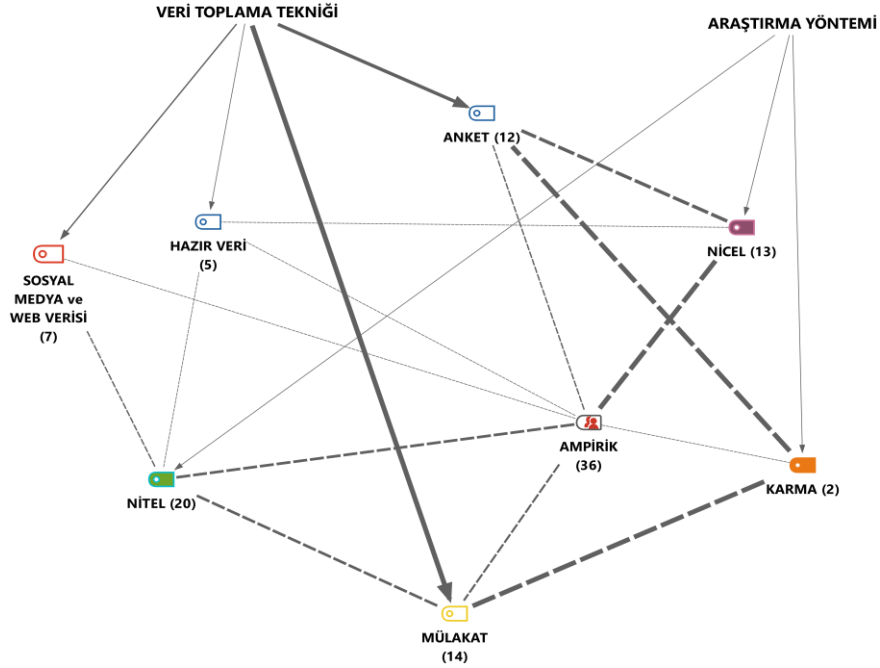 VERİ TOPLAMA TEKNİĞİ
ARAŞTIRMA YÖNTEMİ
ANKET (12)
HAZIR VERİ
(5)
NİCEL (13)
SOSYAL
MEDYA ve
WEB VERİSİ
(7)
AMPİRİK
(36)
NİTEL (20)
KARMA (2)
MÜLAKAT
(14)